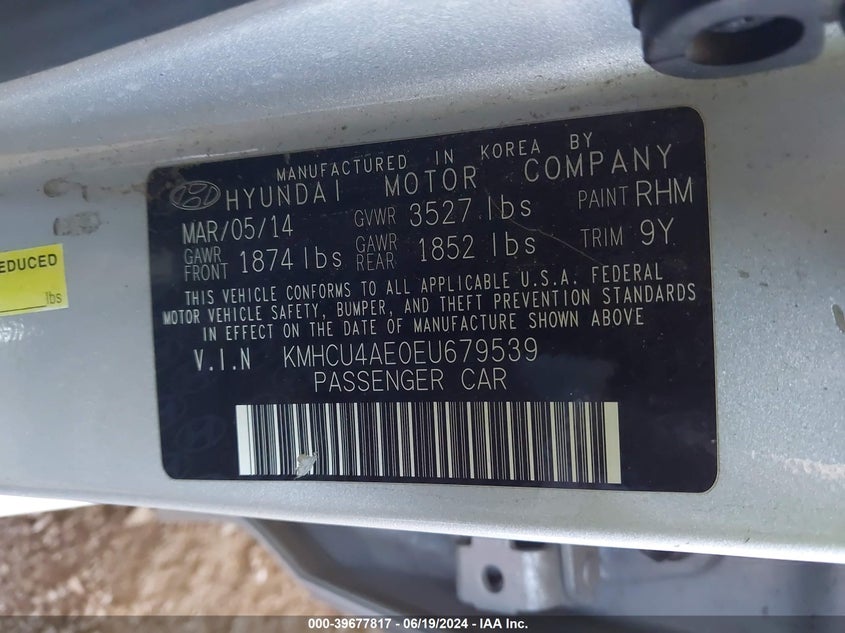 MANUFACTURED IN KOREA BY
HYUNDAI MOTOR COMPANY
MAR/05/14 GVWR 3527 lbs PAINT RHM
GAWR FRONT 1874 lbs GAWR REAR 1852 lbs TRIM 9Y
THIS VEHICLE CONFORMS TO ALL APPLICABLE U.S.A. FEDERAL
MOTOR VEHICLE SAFETY, BUMPER, AND THEFT PREVENTION STANDARDS
IN EFFECT ON THE DATE OF MANUFACTURE SHOWN ABOVE
V.I.N KMHCU4AE0EU679539
PASSENGER CAR
EDUCED
lbs
000-39677817 - 06/19/2024 - IAA Inc.